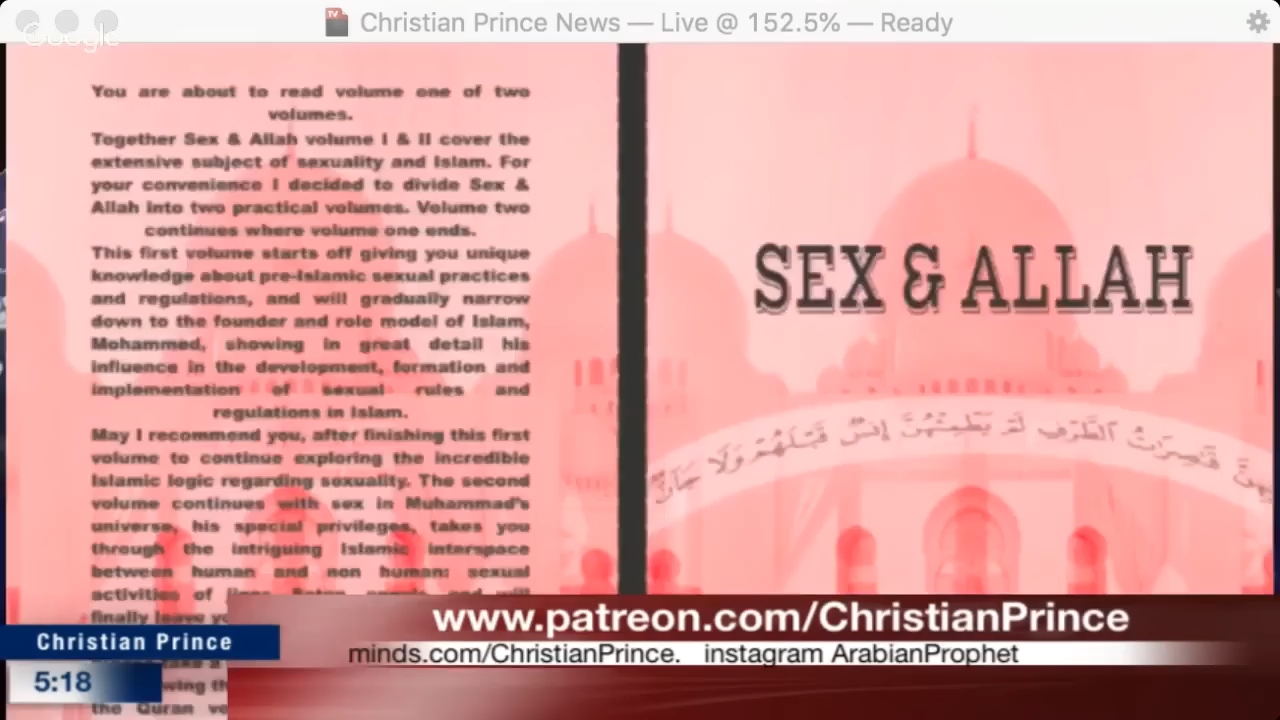 Christian Prince News — Live @ 152.5% — Ready
Google
You are about to read volume one of two
volumes.
Together Sex & Allah volume I & II cover the
extensive subject of sexuality and Islam. For
your convenience I decided to divide Sex &
Allah into two practical volumes. Volume two
continues where volume one ends.
This first volume starts off giving you unique
knowledge about pre-Islamic sexual practices
and regulations, and will gradually narrow
down to the founder and role model of Islam,
Mohammed, showing in great detail his
influence in the development, formation and
implementation of sexual rules and
regulations in Islam.
May I recommend you, after finishing this first
volume to continue exploring the incredible
Islamic logic regarding sexuality. The second
volume continues with sex in Muhammad's
universe, his special privileges, takes you
through the intriguing Islamic interspace
between human and non human: sexual
activities of
finally leave
the Quran
SEX & ALLAH
قَٰصِرَٰتُ ٱلطَّرْفِ لَمْ يَطْمِثْهُنَّ إِنسٌ قَبْلَهُمْ وَلَا جَآنٌّ
www.patreon.com/ChristianPrince
minds.com/ChristianPrince. instagram ArabianProphet
Christian Prince
5:18